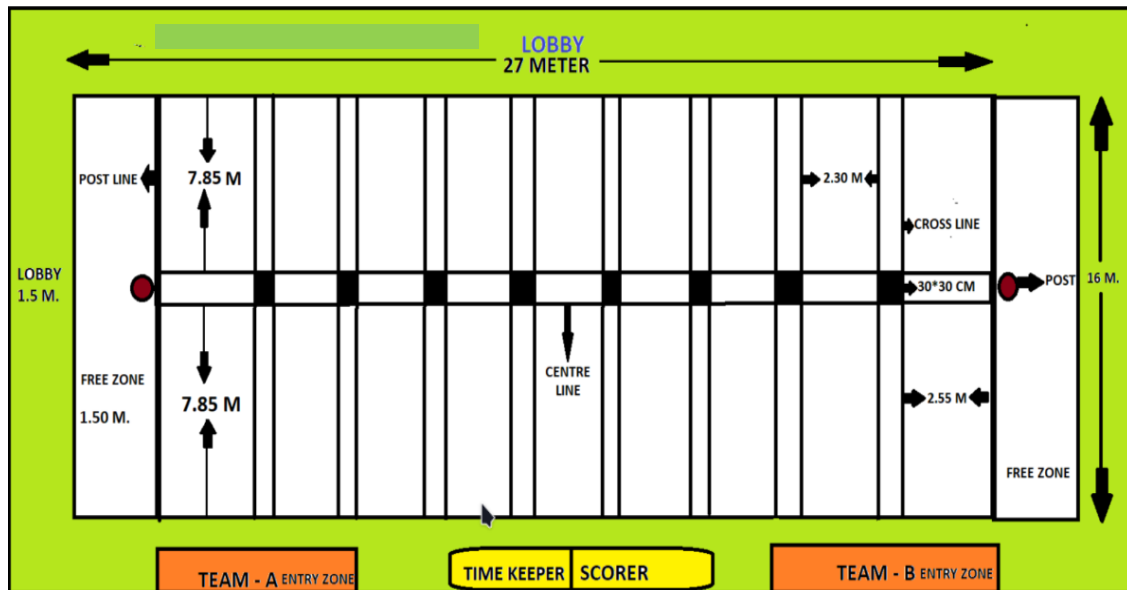 LOBBY
27 METER
POST LINE
7.85 M
2.30 M
CROSS LINE
LOBBY
1.5 M.
30*30 CM
POST
16 M.
FREE ZONE
1.50 M.
7.85 M
CENTRE
LINE
2.55 M
FREE ZONE
TEAM - A ENTRY ZONE
TIME KEEPER
SCORER
TEAM - B ENTRY ZONE